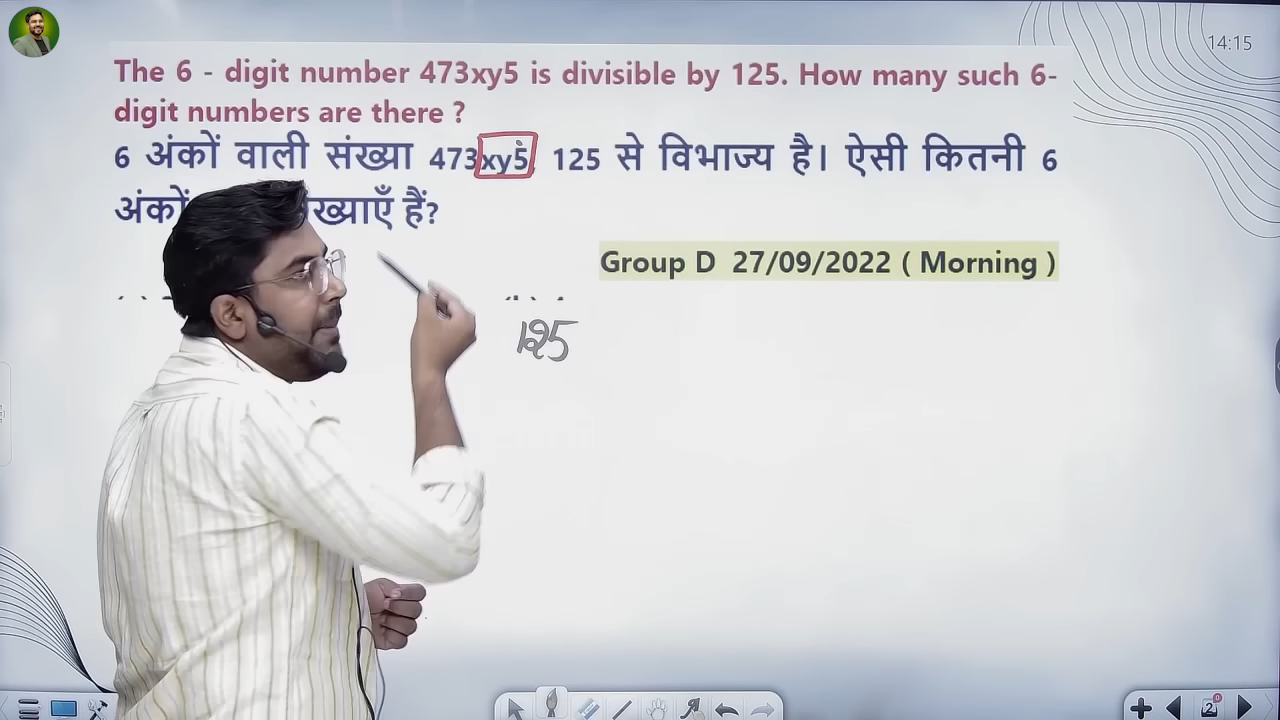 14:15
The 6 - digit number 473xy5 is divisible by 125. How many such 6-
digit numbers are there ?
6 अंकों वाली संख्या 473xy5 125 से विभाज्य है। ऐसी कितनी 6
हैं?
Group D 27/09/2022 ( Morning )
125
2